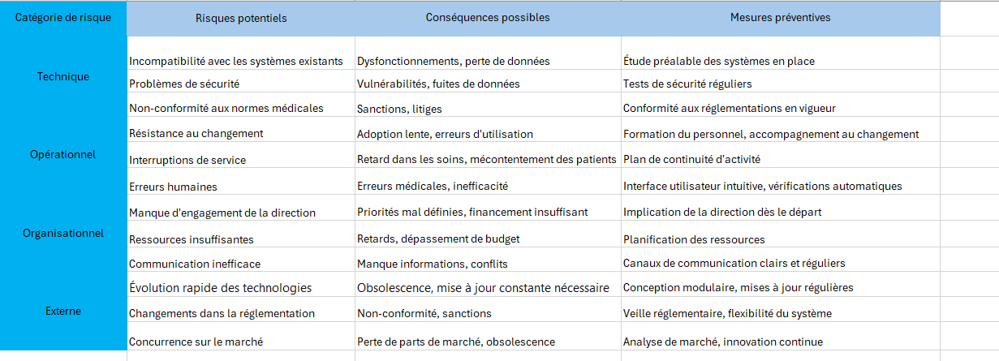 Catégorie de risque Risques potentiels Conséquences possibles Mesures préventives
Technique
Incompatibilité avec les systèmes existants Dysfonctionnements, perte de données Étude préalable des systèmes en place
Problèmes de sécurité Vulnérabilités, fuites de données Tests de sécurité réguliers
Non-conformité aux normes médicales Sanctions, litiges Conformité aux réglementations en vigueur
Opérationnel
Résistance au changement Adoption lente, erreurs d'utilisation Formation du personnel, accompagnement au changement
Interruptions de service Retard dans les soins, mécontentement des patients Plan de continuité d'activité
Erreurs humaines Erreurs médicales, inefficacité Interface utilisateur intuitive, vérifications automatiques
Organisationnel
Manque d'engagement de la direction Priorités mal définies, financement insuffisant Implication de la direction dès le départ
Ressources insuffisantes Retards, dépassement de budget Planification des ressources
Communication inefficace Manque informations, conflits Canaux de communication clairs et réguliers
Externe
Évolution rapide des technologies Obsolescence, mise à jour constante nécessaire Conception modulaire, mises à jour régulières
Changements dans la réglementation Non-conformité, sanctions Veille réglementaire, flexibilité du système
Concurrence sur le marché Perte de parts de marché, obsolescence Analyse de marché, innovation continue